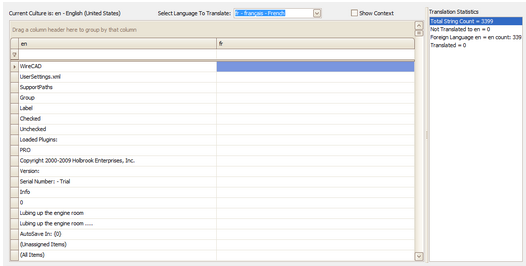 Current Culture is: en - English (United States)
Select Language To Translate: fr - français - French
Show Context
Drag a column header here to group by that column
en fr
WireCAD
UserSettings.xml
SupportPaths
Group
Label
Checked
Unchecked
Loaded Plugins:
PRO
Copyright 2000-2009 Holbrook Enterprises, Inc.
Version:
Serial Number: - Trial
Info
0
Lubing up the engine room
Lubing up the engine room .....
AutoSave In: {0}
(Unassigned Items)
(All Items)
Translation Statistics
Total String Count = 3399
Not Translated to en = 0
Foreign Language en = en count: 339
Translated = 0